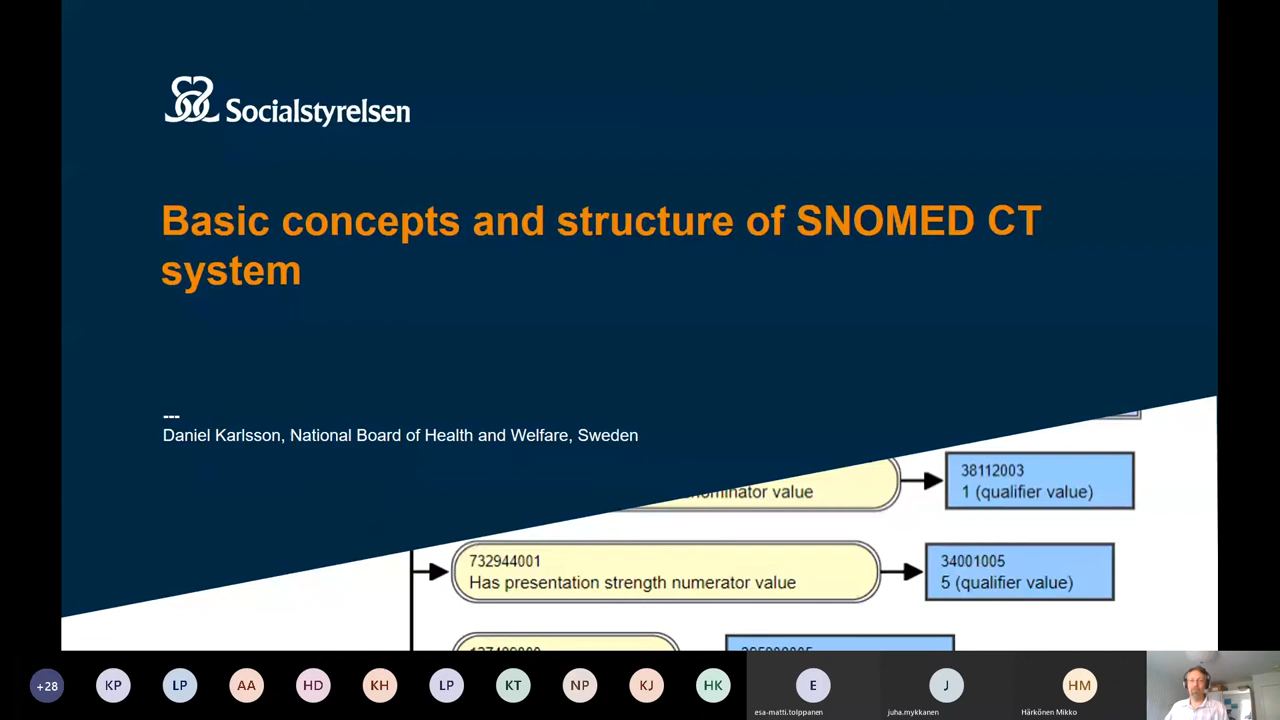 Socialstyrelsen
Basic concepts and structure of SNOMED CT
system
---
Daniel Karlsson, National Board of Health and Welfare, Sweden
value
38112003
1 (qualifier value)
732944001
Has presentation strength numerator value
34001005
5 (qualifier value)
+28
KP
LP
AA
HD
KH
LP
KT
NP
KJ
HK
E
esa-matti.tolppanen
J
juha.mykkanen
HM
Härkönen Mikko